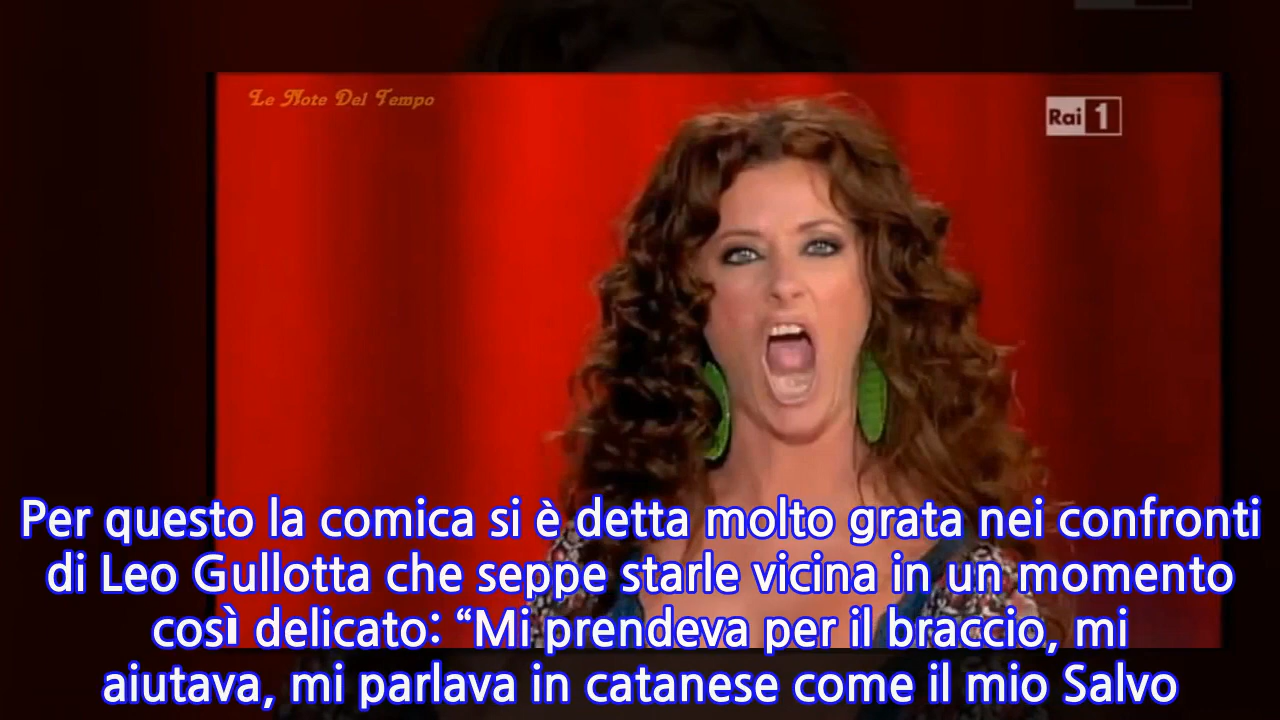 Le Note Del Tempo
Rai 1
Per questo la comica si è detta molto grata nei confronti
di Leo Gullotta che seppe starle vicina in un momento
così delicato: “Mi prendeva per il braccio, mi
aiutava, mi parlava in catanese come il mio Salvo